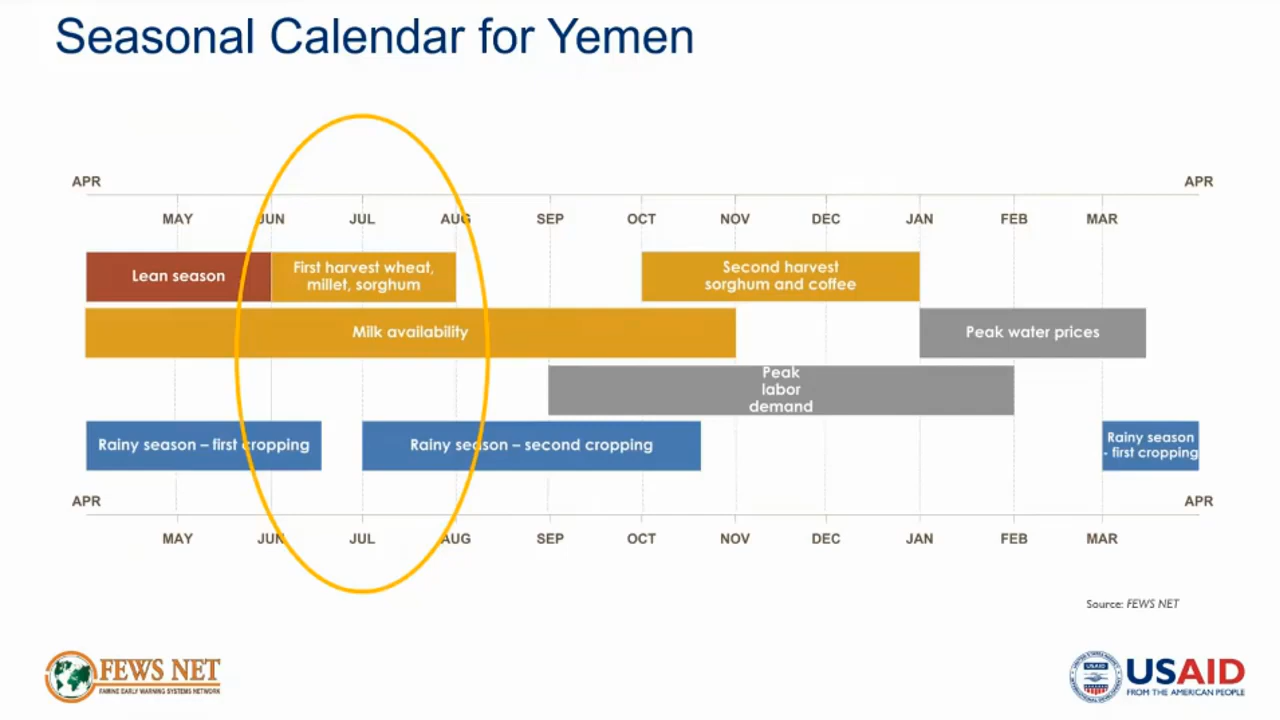 Seasonal Calendar for Yemen
APR
APR
MAY JUN JUL AUG SEP OCT NOV DEC JAN FEB MAR
Lean season
First harvest wheat,
millet, sorghum
Second harvest
sorghum and coffee
Milk availability
Peak water prices
Peak
labor
demand
Rainy season – first cropping
Rainy season – second cropping
Rainy season
- first cropping
APR
APR
MAY JUN JUL AUG SEP OCT NOV DEC JAN FEB MAR
Source: FEWS NET
FEWS NET
FAMINE EARLY WARNING SYSTEMS NETWORK
USAID
USAID
FROM THE AMERICAN PEOPLE